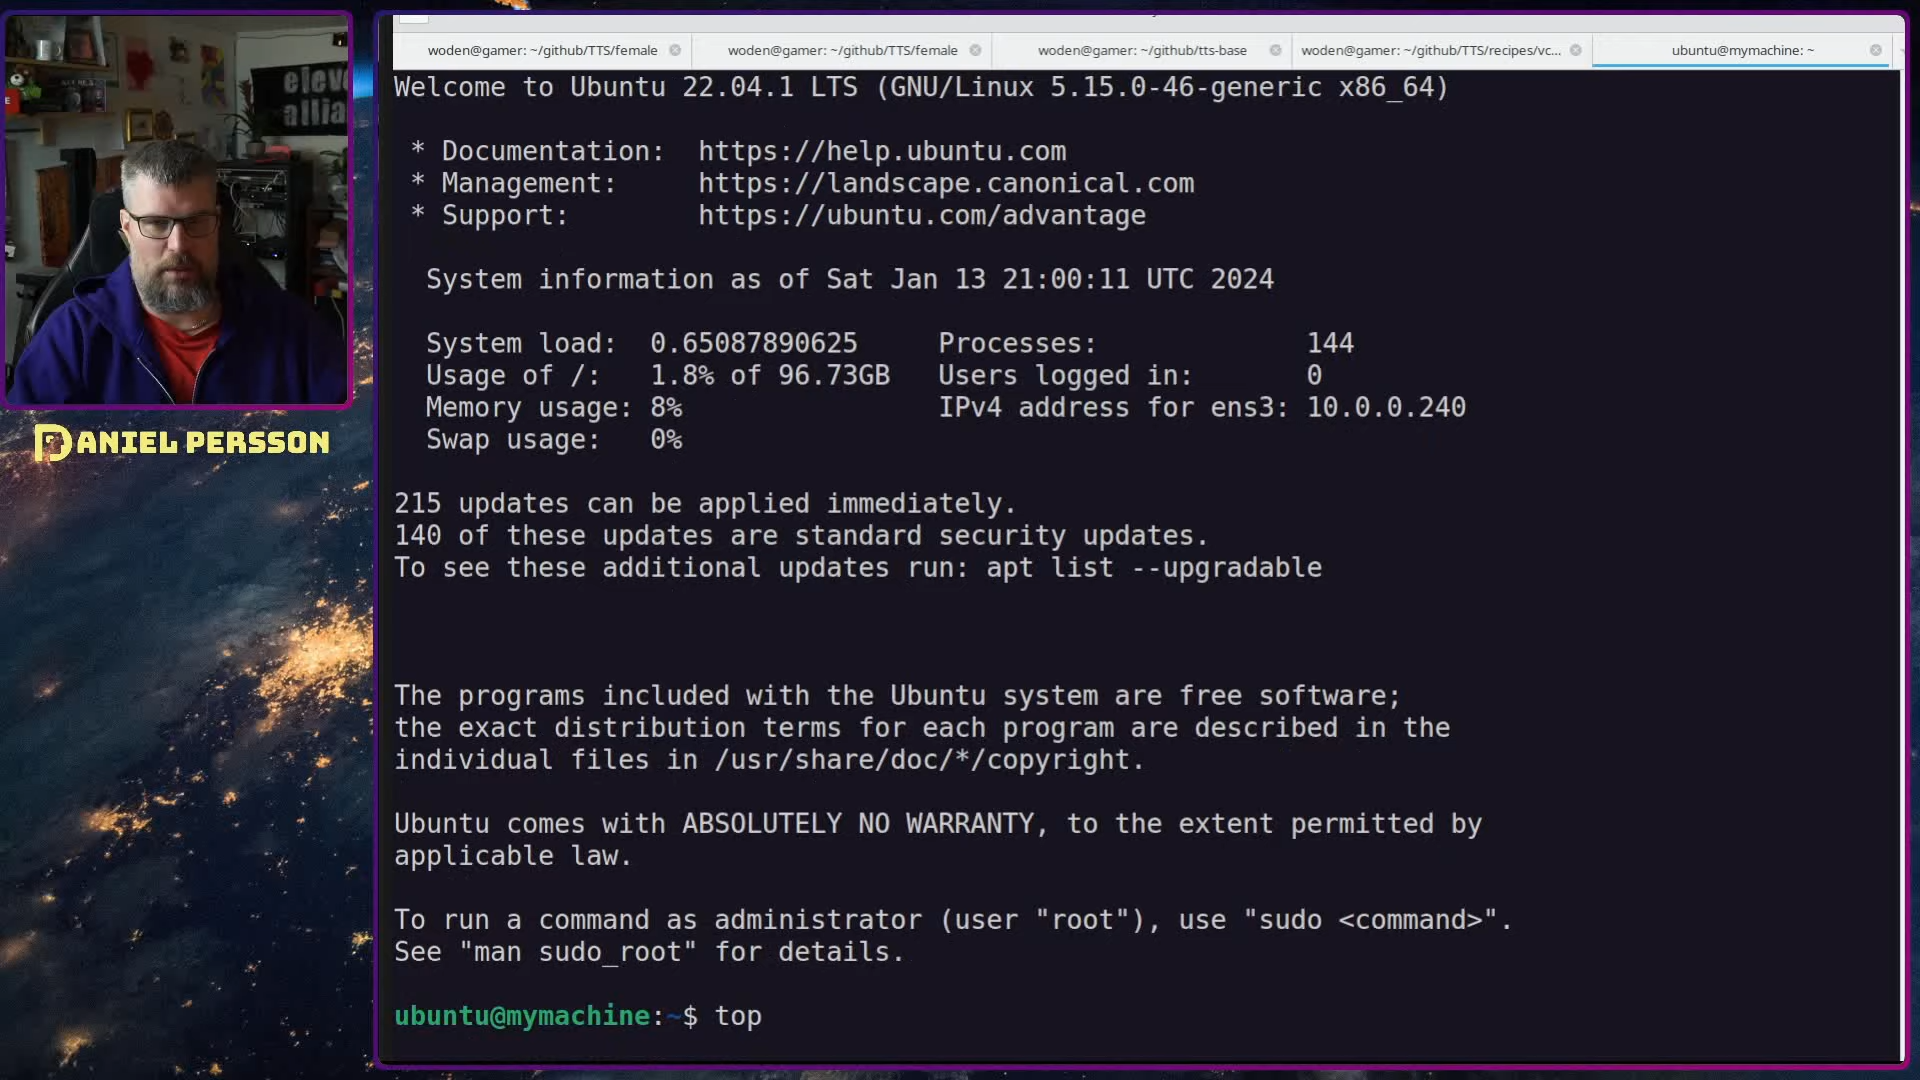 woden@gamer: ~/github/TTS/female
woden@gamer: ~/github/TTS/female
woden@gamer: ~/github/tts-base
woden@gamer: ~/github/TTS/recipes/vc...
ubuntu@mymachine: ~
Welcome to Ubuntu 22.04.1 LTS (GNU/Linux 5.15.0-46-generic x86_64)
* Documentation: https://help.ubuntu.com
* Management: https://landscape.canonical.com
* Support: https://ubuntu.com/advantage
System information as of Sat Jan 13 21:00:11 UTC 2024
System load: 0.65087890625 Processes: 144
Usage of /: 1.8% of 96.73GB Users logged in: 0
Memory usage: 8% IPv4 address for ens3: 10.0.0.240
Swap usage: 0%
215 updates can be applied immediately.
140 of these updates are standard security updates.
To see these additional updates run: apt list --upgradable
The programs included with the Ubuntu system are free software;
the exact distribution terms for each program are described in the
individual files in /usr/share/doc/*/copyright.
Ubuntu comes with ABSOLUTELY NO WARRANTY, to the extent permitted by
applicable law.
To run a command as administrator (user "root"), use "sudo <command>".
See "man sudo_root" for details.
ubuntu@mymachine:~$ top
DANIEL PERSSON